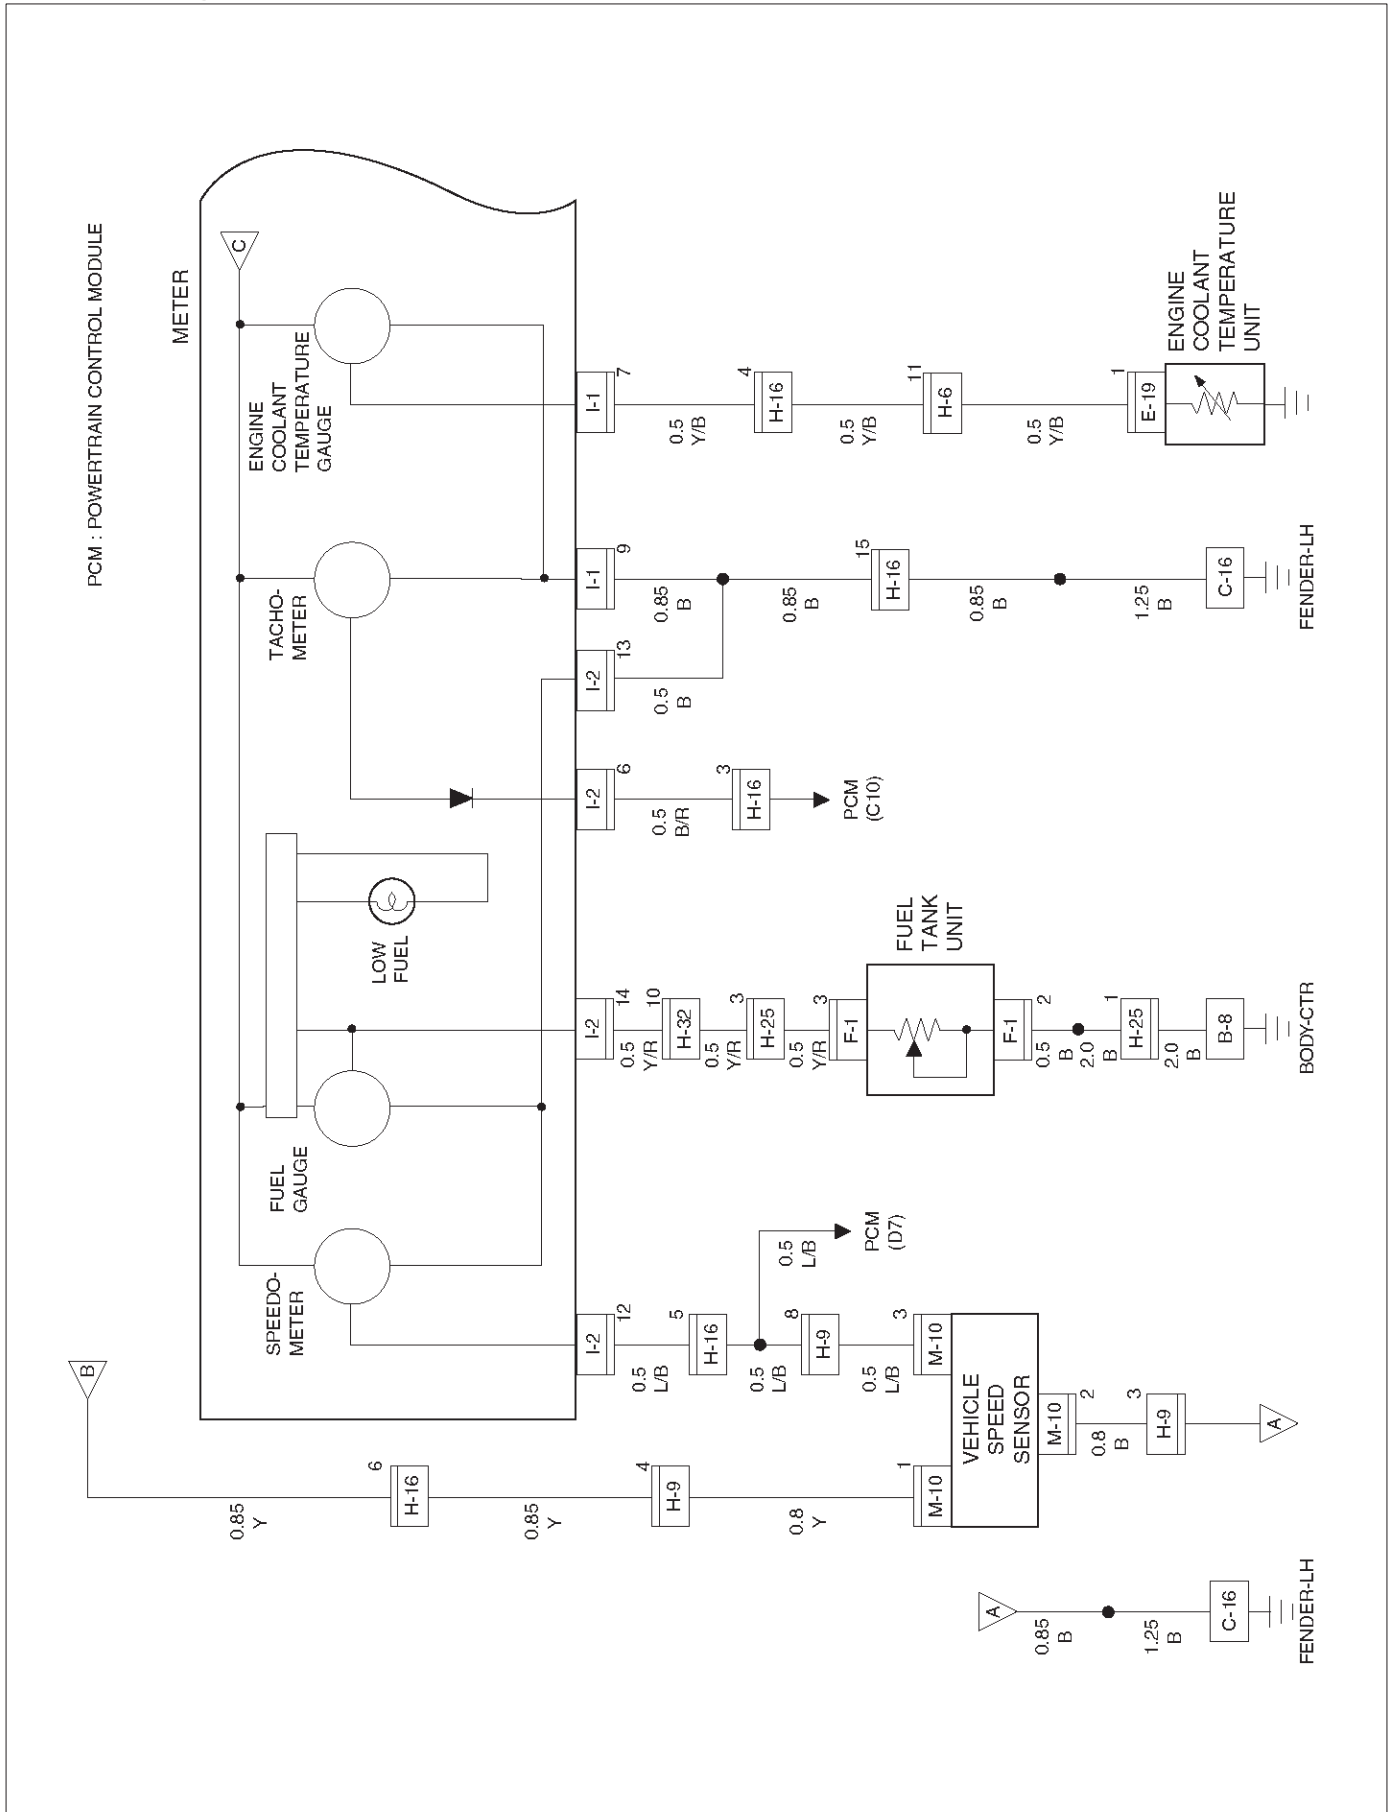 PCM : POWERTRAIN CONTROL MODULE
METER
B
C
SPEEDO-
METER
FUEL
GAUGE
LOW
FUEL
TACHO-
METER
ENGINE
COOLANT
TEMPERATURE
GAUGE
0.85
Y
6
H-16
0.85
Y
4
H-9
0.8
Y
1
M-10
I-2
12
0.5
L/B
5
H-16
0.5
L/B
0.5
L/B
PCM
(D7)
8
H-9
0.5
L/B
3
M-10
VEHICLE
SPEED
SENSOR
M-10
2
0.8
B
3
H-9
A
A
0.85
B
1.25
B
C-16
FENDER-LH
I-2
14
0.5
Y/R
10
H-32
0.5
Y/R
3
H-25
0.5
Y/R
3
F-1
FUEL
TANK
UNIT
F-1
2
0.5
B
2.0
B
1
H-25
2.0
B
B-8
BODY-CTR
I-2
6
0.5
B/R
3
H-16
PCM
(C10)
I-2
13
0.5
B
I-1
9
0.85
B
0.85
B
15
H-16
0.85
B
1.25
B
C-16
FENDER-LH
I-1
7
0.5
Y/B
4
H-16
0.5
Y/B
11
H-6
0.5
Y/B
1
E-19
ENGINE
COOLANT
TEMPERATURE
UNIT